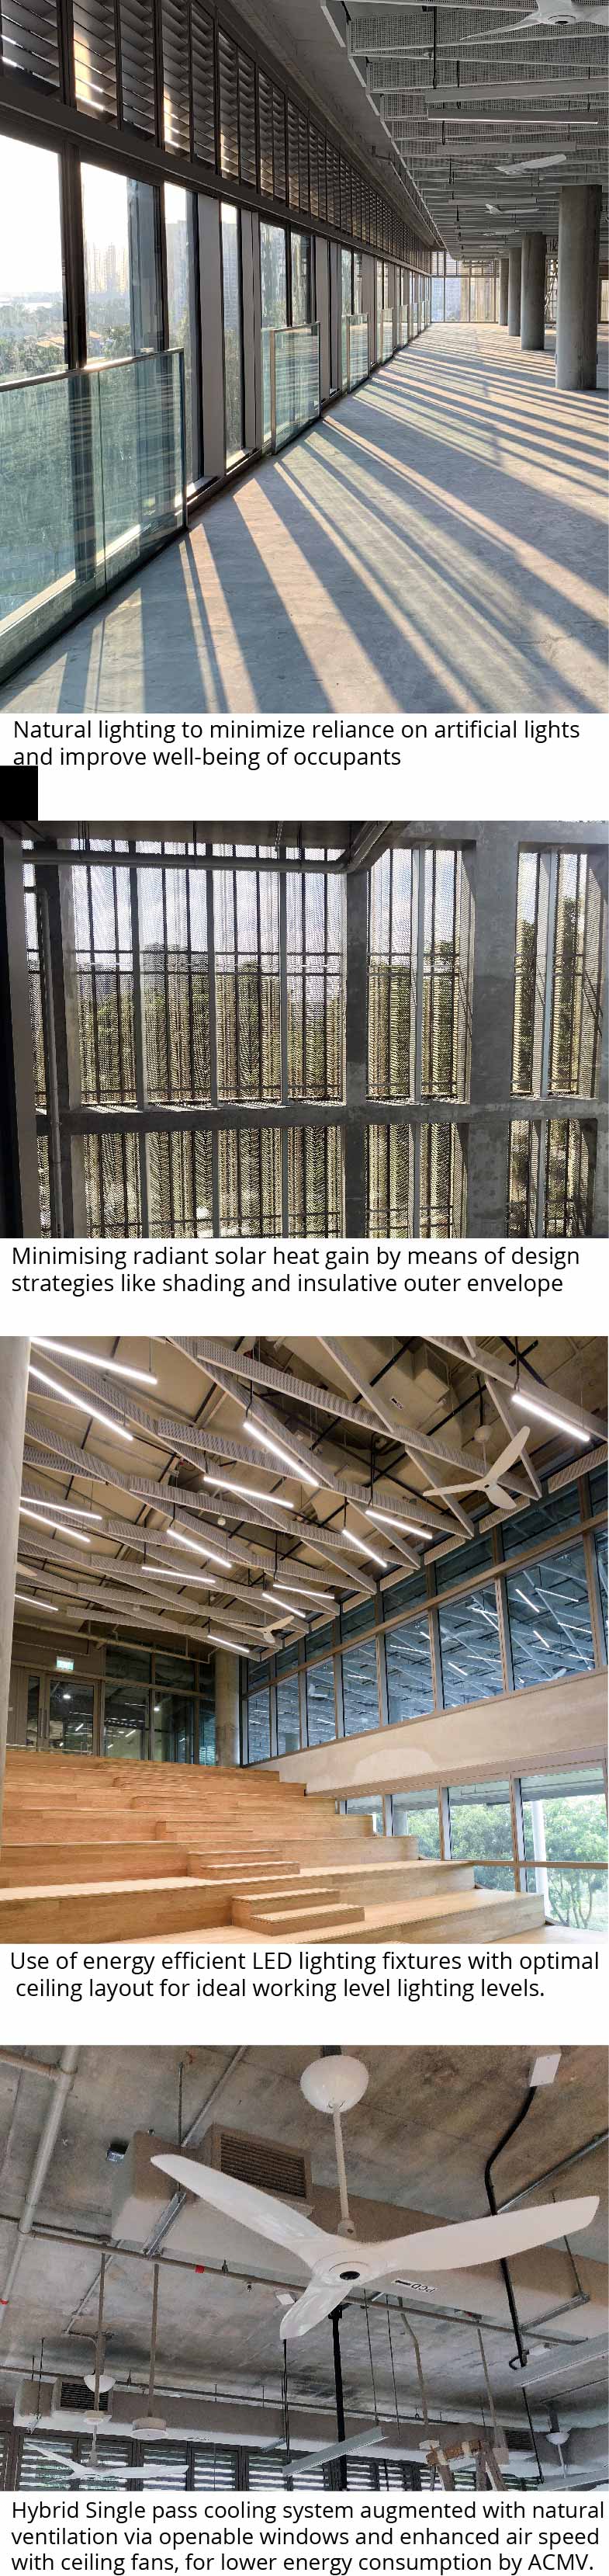 Natural lighting to minimize reliance on artificial lights
and improve well-being of occupants
Minimising radiant solar heat gain by means of design
strategies like shading and insulative outer envelope
Use of energy efficient LED lighting fixtures with optimal
ceiling layout for ideal working level lighting levels.
PCD
Hybrid Single pass cooling system augmented with natural
ventilation via openable windows and enhanced air speed
with ceiling fans, for lower energy consumption by ACMV.